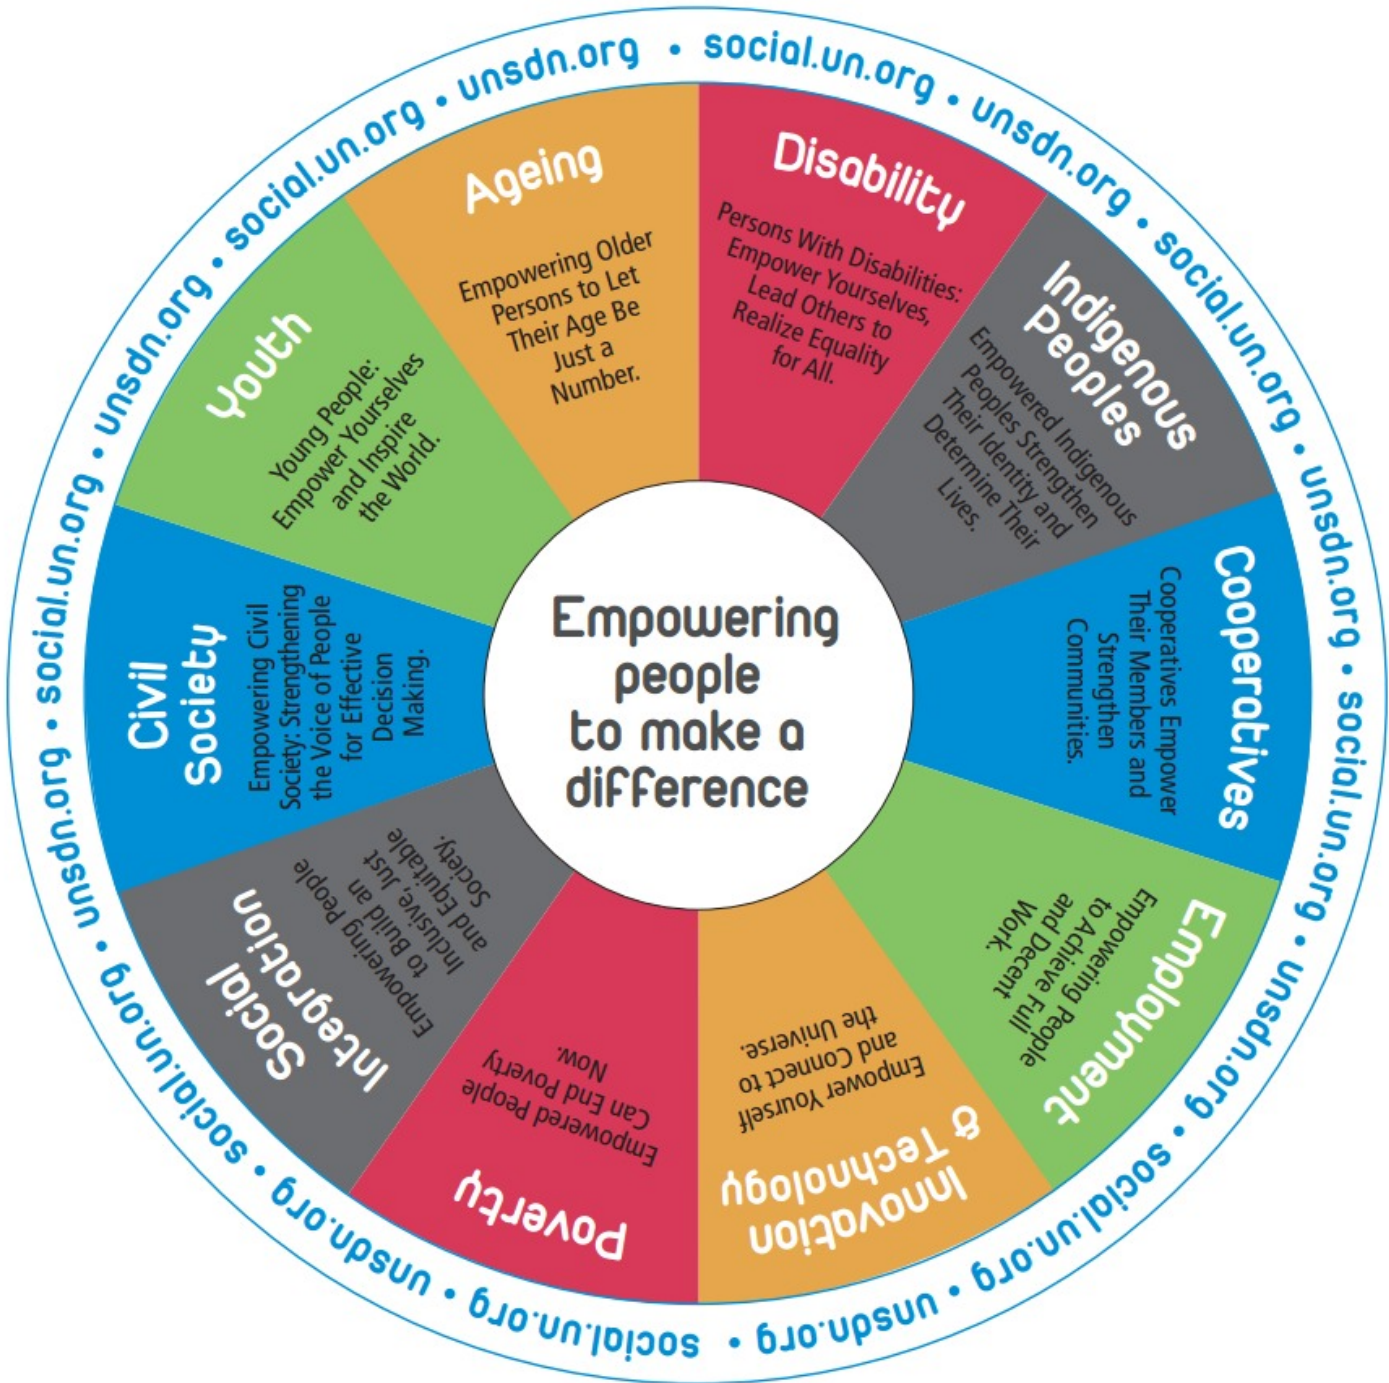 social.un.org • unsdn.org • social.un.org • unsdn.org • social.un.org • unsdn.org • social.un.org • unsdn.org • social.un.org • unsdn.org • social.un.org • unsdn.org • social.un.org • unsdn.org • social.un.org • unsdn.org •
Disability
Persons With Disabilities:
Empower Yourselves,
Lead Others to
Realize Equality
for All.
Indigenous
Peoples
Empowered Indigenous
Peoples Strengthen
Their Identity and
Determine Their
Lives.
Cooperatives
Cooperatives Empower
Their Members and
Strengthen
Communities.
Employment
Empowering People
to Achieve Full
and Decent
Work.
Innovation
& Technology
Empower Yourself
and Connect to
the Universe.
Poverty
Empowered People
Can End Poverty
Now.
Social
Integration
Empowering People
to Build an
Inclusive, Just
and Equitable
Society.
Civil
Society
Empowering Civil
Society: Strengthening
the Voice of People
for Effective
Decision
Making.
Youth
Young People:
Empower Yourselves
and Inspire
the World.
Ageing
Empowering Older
Persons to Let
Their Age Be
Just a
Number.
Empowering
people
to make a
difference